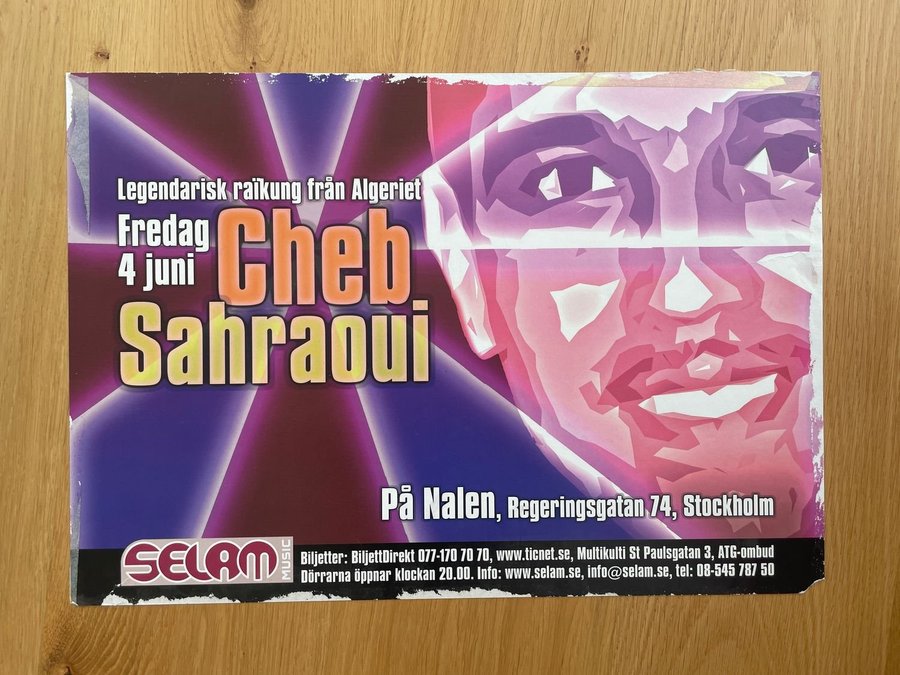 Legendarisk raïkung från Algeriet
Fredag
4 juni
Cheb
Sahraoui
På Nalen, Regeringsgatan 74, Stockholm
SELAM MUSIC
Biljetter: BiljettDirekt 077-170 70 70, www.ticnet.se, Multikulti St Paulsgatan 3, ATG-ombud
Dörrarna öppnar klockan 20.00. Info: www.selam.se, info@selam.se, tel: 08-545 787 50